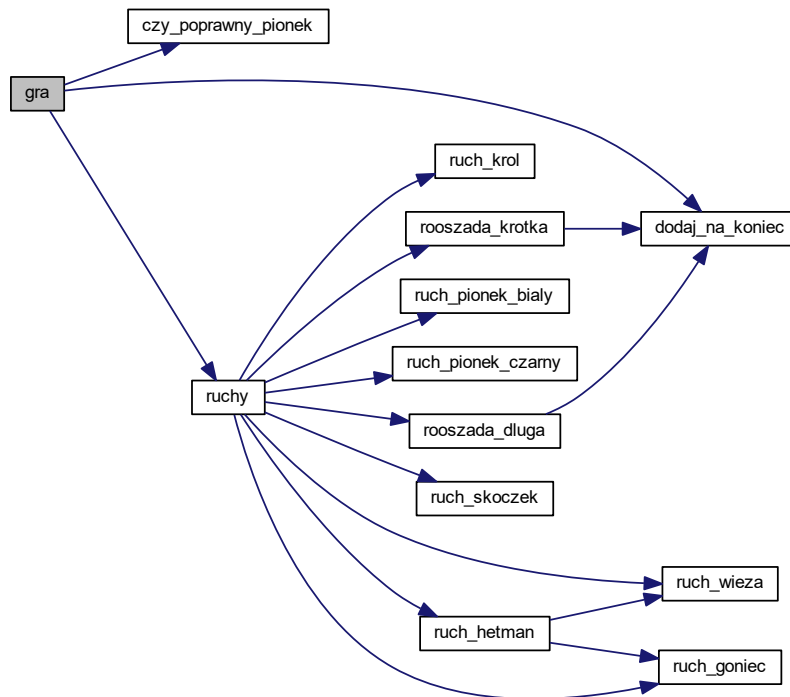 czy_poprawny_pionek
gra
ruch_krol
rooszada_krotka
dodaj_na_koniec
ruch_pionek_bialy
ruch_pionek_czarny
ruchy
rooszada_dluga
ruch_skoczek
ruch_wieza
ruch_hetman
ruch_goniec